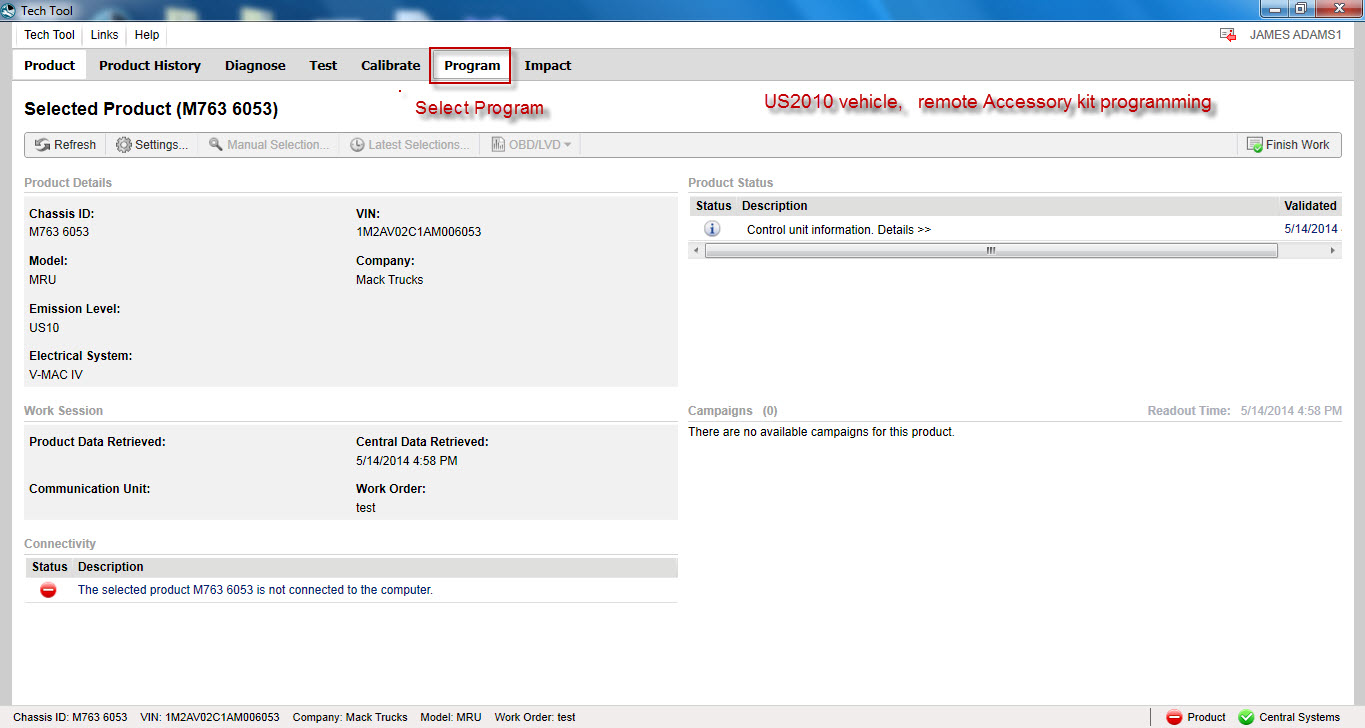 Tech Tool
Tech Tool Links Help JAMES ADAMS1
Product Product History Diagnose Test Calibrate Program Impact
Selected Product (M763 6053)
Select Program
US2010 vehicle, remote Accessory kit programming
Refresh Settings... Manual Selection... Latest Selections... OBD/LVD Finish Work
Product Details
Chassis ID: VIN:
M763 6053 1M2AV02C1AM006053
Model: Company:
MRU Mack Trucks
Emission Level:
US10
Electrical System:
V-MAC IV
Product Status
Status Description Validated
Control unit information. Details >> 5/14/2014
Work Session
Product Data Retrieved: Central Data Retrieved:
5/14/2014 4:58 PM
Communication Unit: Work Order:
test
Campaigns (0) Readout Time: 5/14/2014 4:58 PM
There are no available campaigns for this product.
Connectivity
Status Description
The selected product M763 6053 is not connected to the computer.
Chassis ID: M763 6053 VIN: 1M2AV02C1AM006053 Company: Mack Trucks Model: MRU Work Order: test Product Central Systems